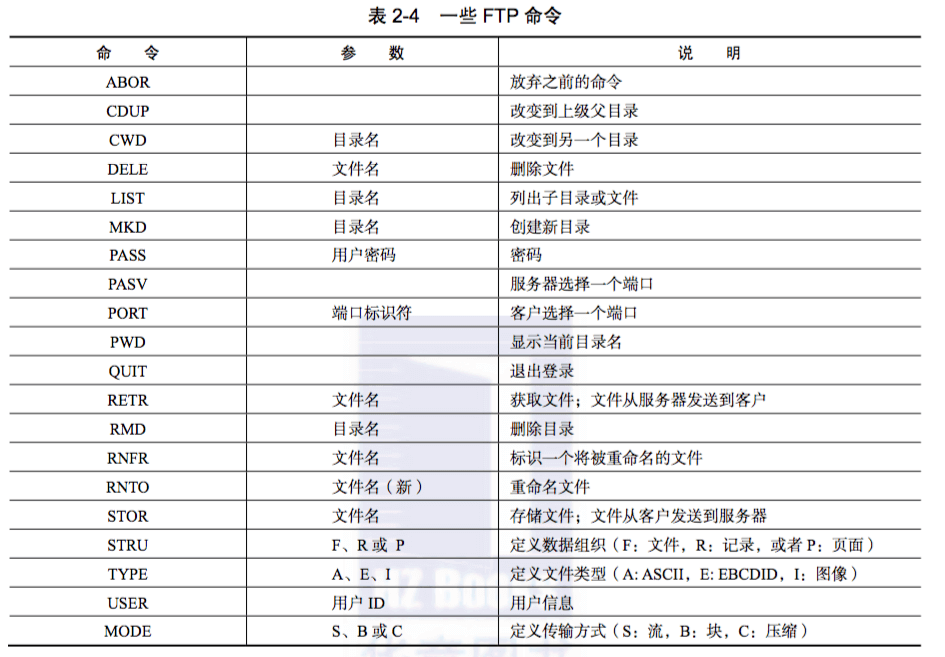 表 2-4 一些 FTP 命令
命 令 参 数 说 明
ABOR 放弃之前的命令
CDUP 改变到上级父目录
CWD 目录名 改变到另一个目录
DELE 文件名 删除文件
LIST 目录名 列出子目录或文件
MKD 目录名 创建新目录
PASS 用户密码 密码
PASV 服务器选择一个端口
PORT 端口标识符 客户选择一个端口
PWD 显示当前目录名
QUIT 退出登录
RETR 文件名 获取文件；文件从服务器发送到客户
RMD 目录名 删除目录
RNFR 文件名 标识一个将被重命名的文件
RNTO 文件名（新） 重命名文件
STOR 文件名 存储文件；文件从客户发送到服务器
STRU F、R 或 P 定义数据组织（F：文件，R：记录，或者 P：页面）
TYPE A、E、I 定义文件类型（A: ASCII，E: EBCDID，I：图像）
USER 用户 ID 用户信息
MODE S、B 或 C 定义传输方式（S：流，B：块，C：压缩）